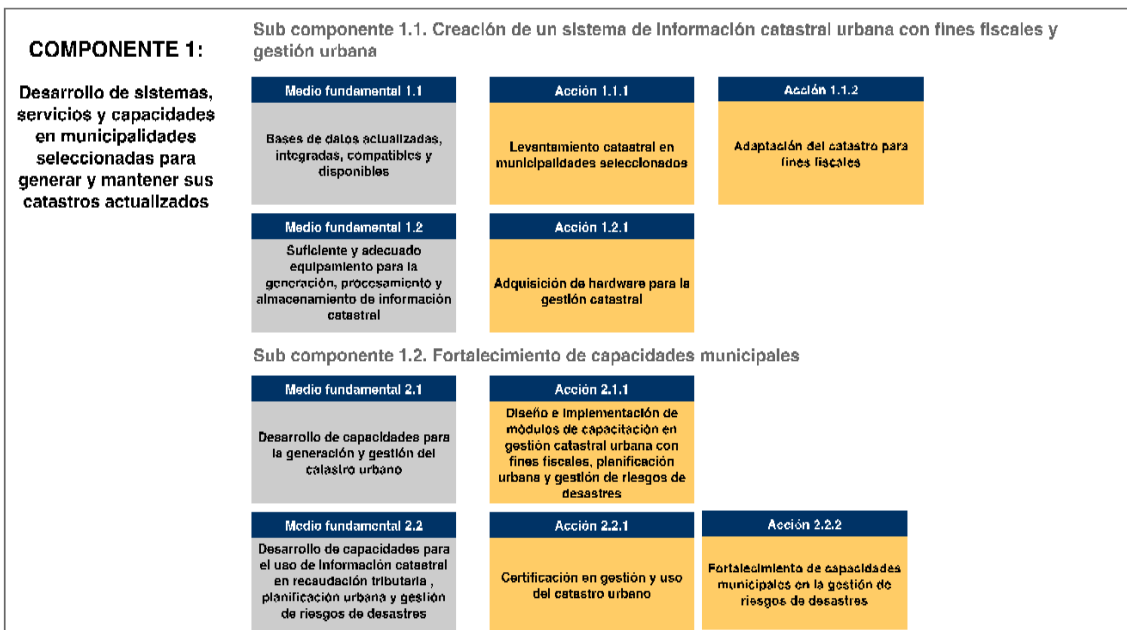 COMPONENTE 1:
Desarrollo de sistemas,
servicios y capacidades
en municipalidades
seleccionadas para
generar y mantener sus
catastros actualizados
Sub componente 1.1. Creación de un sistema de información catastral urbana con fines fiscales y
gestión urbana
Medio fundamental 1.1
Bases de datos actualizadas,
integradas, compatibles y
disponibles
Acción 1.1.1
Levantamiento catastral en
municipalidades seleccionados
Acción 1.1.2
Adaptación del catastro para
fines fiscales
Medio fundamental 1.2
Suficiente y adecuado
equipamiento para la
generación, procesamiento y
almacenamiento de información
catastral
Acción 1.2.1
Adquisición de hardware para la
gestión catastral
Sub componente 1.2. Fortalecimiento de capacidades municipales
Medio fundamental 2.1
Desarrollo de capacidades para
la generación y gestión del
catastro urbano
Acción 2.1.1
Diseño e implementación de
módulos de capacitación en
gestión catastral urbana con
fines fiscales, planificación
urbana y gestión de riesgos de
desastres
Medio fundamental 2.2
Desarrollo de capacidades para
el uso de información catastral
en recaudación tributaria ,
planificación urbana y gestión
de riesgos de desastres
Acción 2.2.1
Certificación en gestión y uso
del catastro urbano
Acción 2.2.2
Fortalecimiento de capacidades
municipales en la gestión de
riesgos de desastres